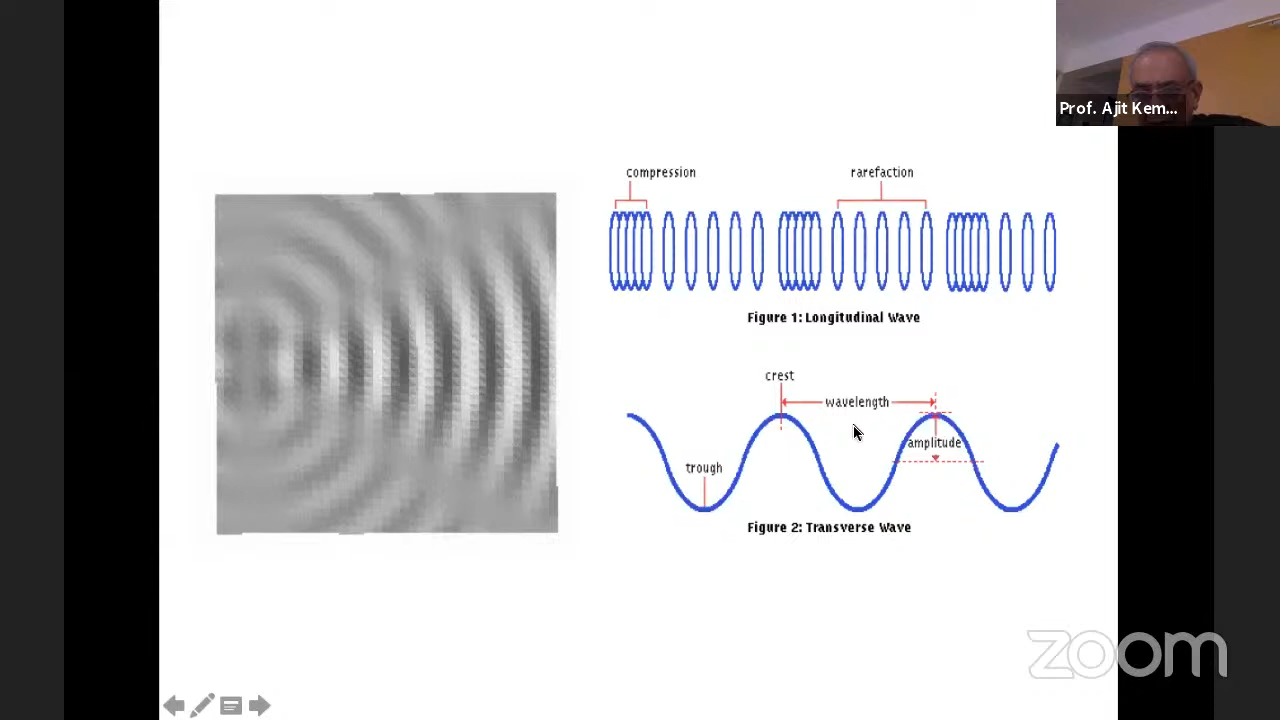 Prof. Ajit Kem...
compression
rarefaction
Figure 1: Longitudinal Wave
crest
wavelength
amplitude
trough
Figure 2: Transverse Wave
zoom